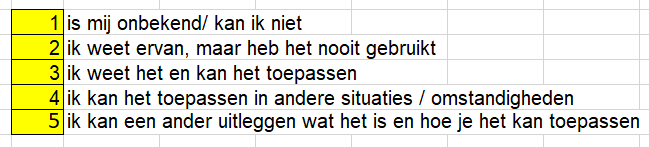 1 is mij onbekend/ kan ik niet
2 ik weet ervan, maar heb het nooit gebruikt
3 ik weet het en kan het toepassen
4 ik kan het toepassen in andere situaties / omstandigheden
5 ik kan een ander uitleggen wat het is en hoe je het kan toepassen